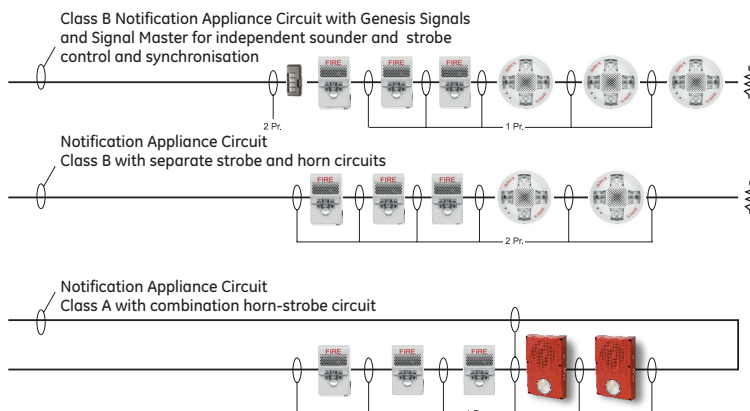 Class B Notification Appliance Circuit with Genesis Signals
and Signal Master for independent sounder and strobe
control and synchronisation
FIRE FIRE FIRE
2 Pr. 1 Pr.
Notification Appliance Circuit
Class B with separate strobe and horn circuits
FIRE FIRE FIRE
2 Pr.
Notification Appliance Circuit
Class A with combination horn-strobe circuit
FIRE FIRE FIRE